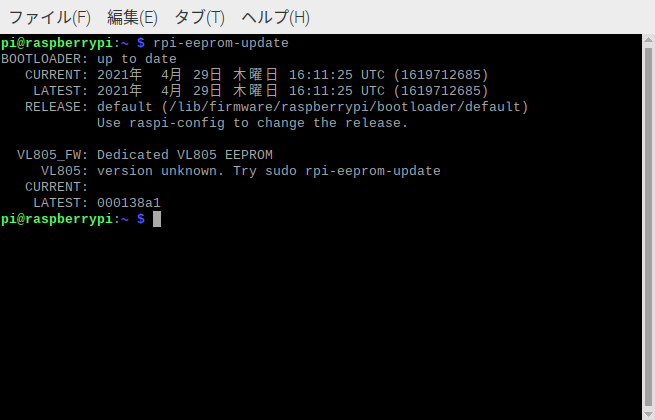 ファイル(F) 編集(E) タブ(T) ヘルプ(H)
pi@raspberrypi:~ $ rpi-eeprom-update
BOOTLOADER: up to date
   CURRENT: 2021年  4月 29日 木曜日 16:11:25 UTC (1619712685)
    LATEST: 2021年  4月 29日 木曜日 16:11:25 UTC (1619712685)
   RELEASE: default (/lib/firmware/raspberrypi/bootloader/default)
            Use raspi-config to change the release.

  VL805_FW: Dedicated VL805 EEPROM
     VL805: version unknown. Try sudo rpi-eeprom-update
   CURRENT:
    LATEST: 000138a1
pi@raspberrypi:~ $